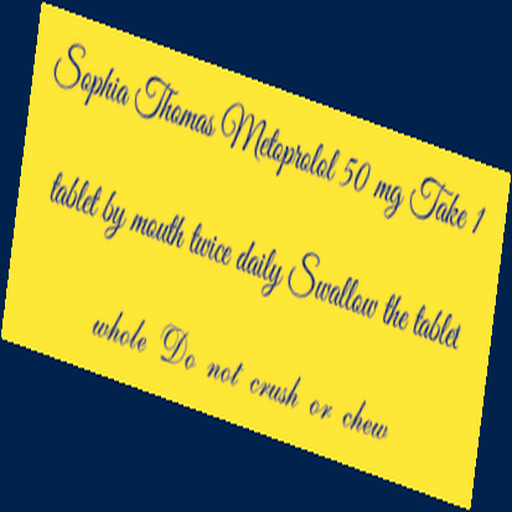 Sophia Thomas Metoprolol 50 mg Take 1
tablet by mouth twice daily Swallow the tablet
whole Do not crush or chew